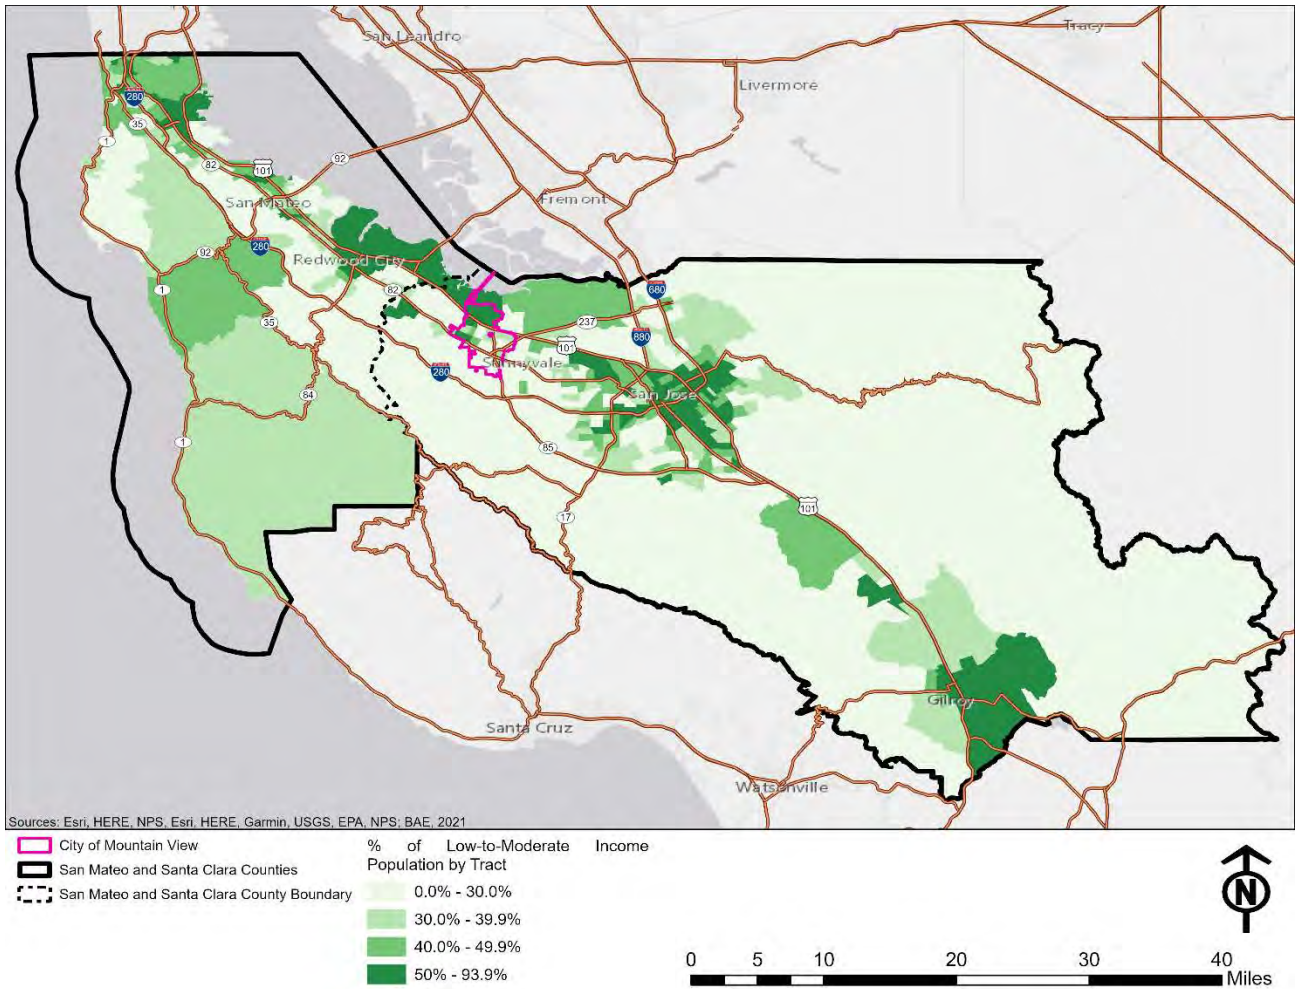 San Leandro
Tracy
Livermore
280
35
1
82
101
92
San Mateo
Fremont
92
280
Redwood City
1
82
680
35
237
880
101
Sunnyvale
280
San Jose
84
1
85
101
17
Gilroy
Santa Cruz
Watsonville
Sources: Esri, HERE, NPS, Esri, HERE, Garmin, USGS, EPA, NPS; BAE, 2021
City of Mountain View
San Mateo and Santa Clara Counties
San Mateo and Santa Clara County Boundary
% of Low-to-Moderate Income
Population by Tract
0.0% - 30.0%
30.0% - 39.9%
40.0% - 49.9%
50% - 93.9%
N
0 5 10 20 30 40
Miles